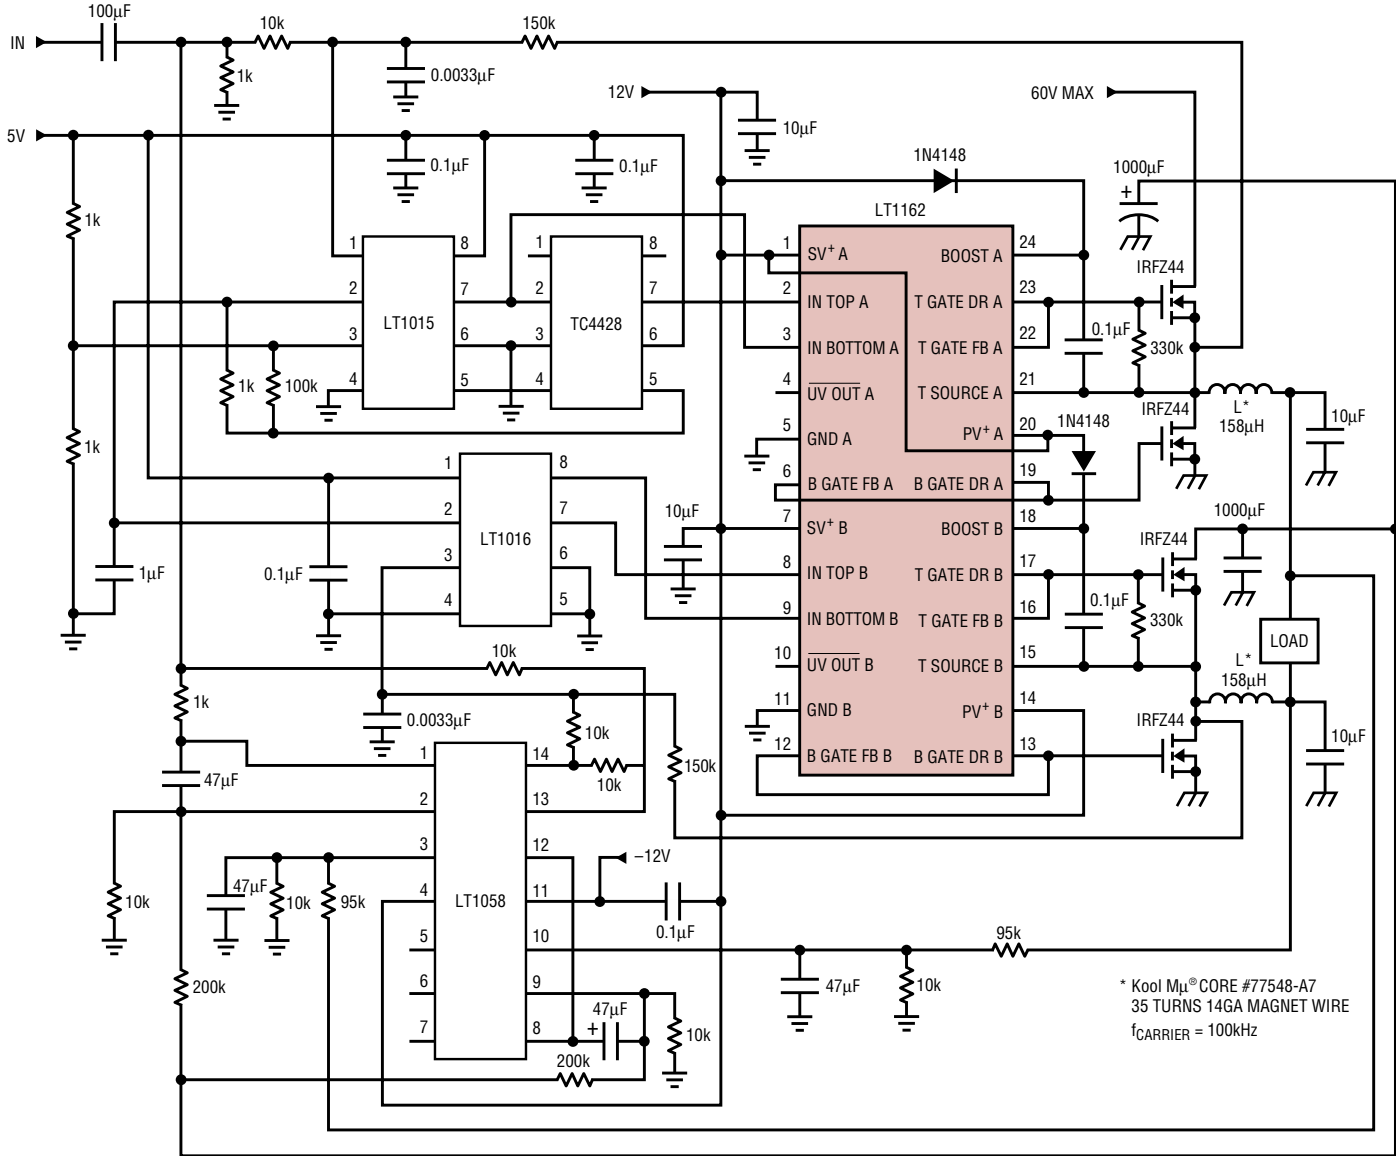 100µF
IN
10k
150k
1k
0.0033µF
12V
60V MAX
10µF
5V
0.1µF
0.1µF
1N4148
1000µF
+
LT1162
1k
1 8
2 7
3 6
4 5
LT1015
1 8
2 7
3 6
4 5
TC4428
1 SV+ A BOOST A 24
2 IN TOP A T GATE DR A 23
3 IN BOTTOM A T GATE FB A 22
4 UV OUT A T SOURCE A 21
5 GND A PV+ A 20
6 B GATE FB A B GATE DR A 19
7 SV+ B BOOST B 18
8 IN TOP B T GATE DR B 17
9 IN BOTTOM B T GATE FB B 16
10 UV OUT B T SOURCE B 15
11 GND B PV+ B 14
12 B GATE FB B B GATE DR B 13
IRFZ44
0.1µF
330k
1k
100k
L*
158µH
IRFZ44
1N4148
10µF
1k
1 8
2 7
3 6
4 5
LT1016
10µF
1000µF
IRFZ44
1µF
0.1µF
0.1µF
330k
LOAD
10k
L*
158µH
1k
0.0033µF
10k
10k
150k
IRFZ44
10µF
47µF
1 14
2 13
3 12
4 11
5 10
6 9
7 8
LT1058
–12V
10k
47µF
10k
95k
0.1µF
95k
200k
47µF
10k
47µF
+
10k
200k
* Kool Mµ® CORE #77548-A7
35 TURNS 14GA MAGNET WIRE
fCARRIER = 100kHz